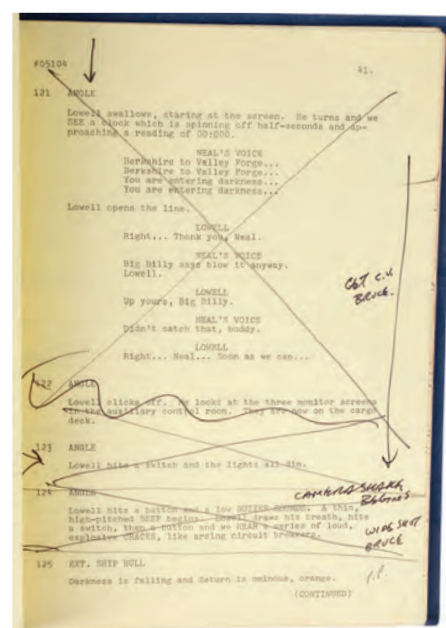 #05104
41.
121 ANGLE
Lowell swallows, staring at the screen. He turns and we
SEE a clock which is spinning off half-seconds and ap-
proaching a reading of 00:000.
NEAL'S VOICE
Berkshire to Valley Forge...
Berkshire to Valley Forge...
You are entering darkness...
You are entering darkness...
Lowell opens the line.
LOWELL
Right... Thank you, Neal.
NEAL'S VOICE
Big Billy says blow it anyway.
Lowell.
LOWELL
Up yours, Big Billy.
NEAL'S VOICE
Didn't catch that, buddy.
LOWELL
Right... Neal... Soon as we can...
CUT C.U.
BRUCE.
122 ANGLE
Lowell clicks off. He looks at the three monitor screens
in the auxiliary control room. They are now on the cargo
deck.
123 ANGLE
Lowell hits a switch and the lights all dim.
CAMERA SHAKE
BEGINS
124 ANGLE
Lowell hits a button and a low BUZZER SOUNDS. A thin,
high-pitched BEEP begins. Lowell draws his breath, hits
a switch, then a button and we HEAR a series of loud,
explosive CRACKS, like arcing circuit breakers.
WIDE SHOT
BRUCE
125 EXT. SHIP HULL
Darkness is falling and Saturn is ominous, orange.
(CONTINUED)